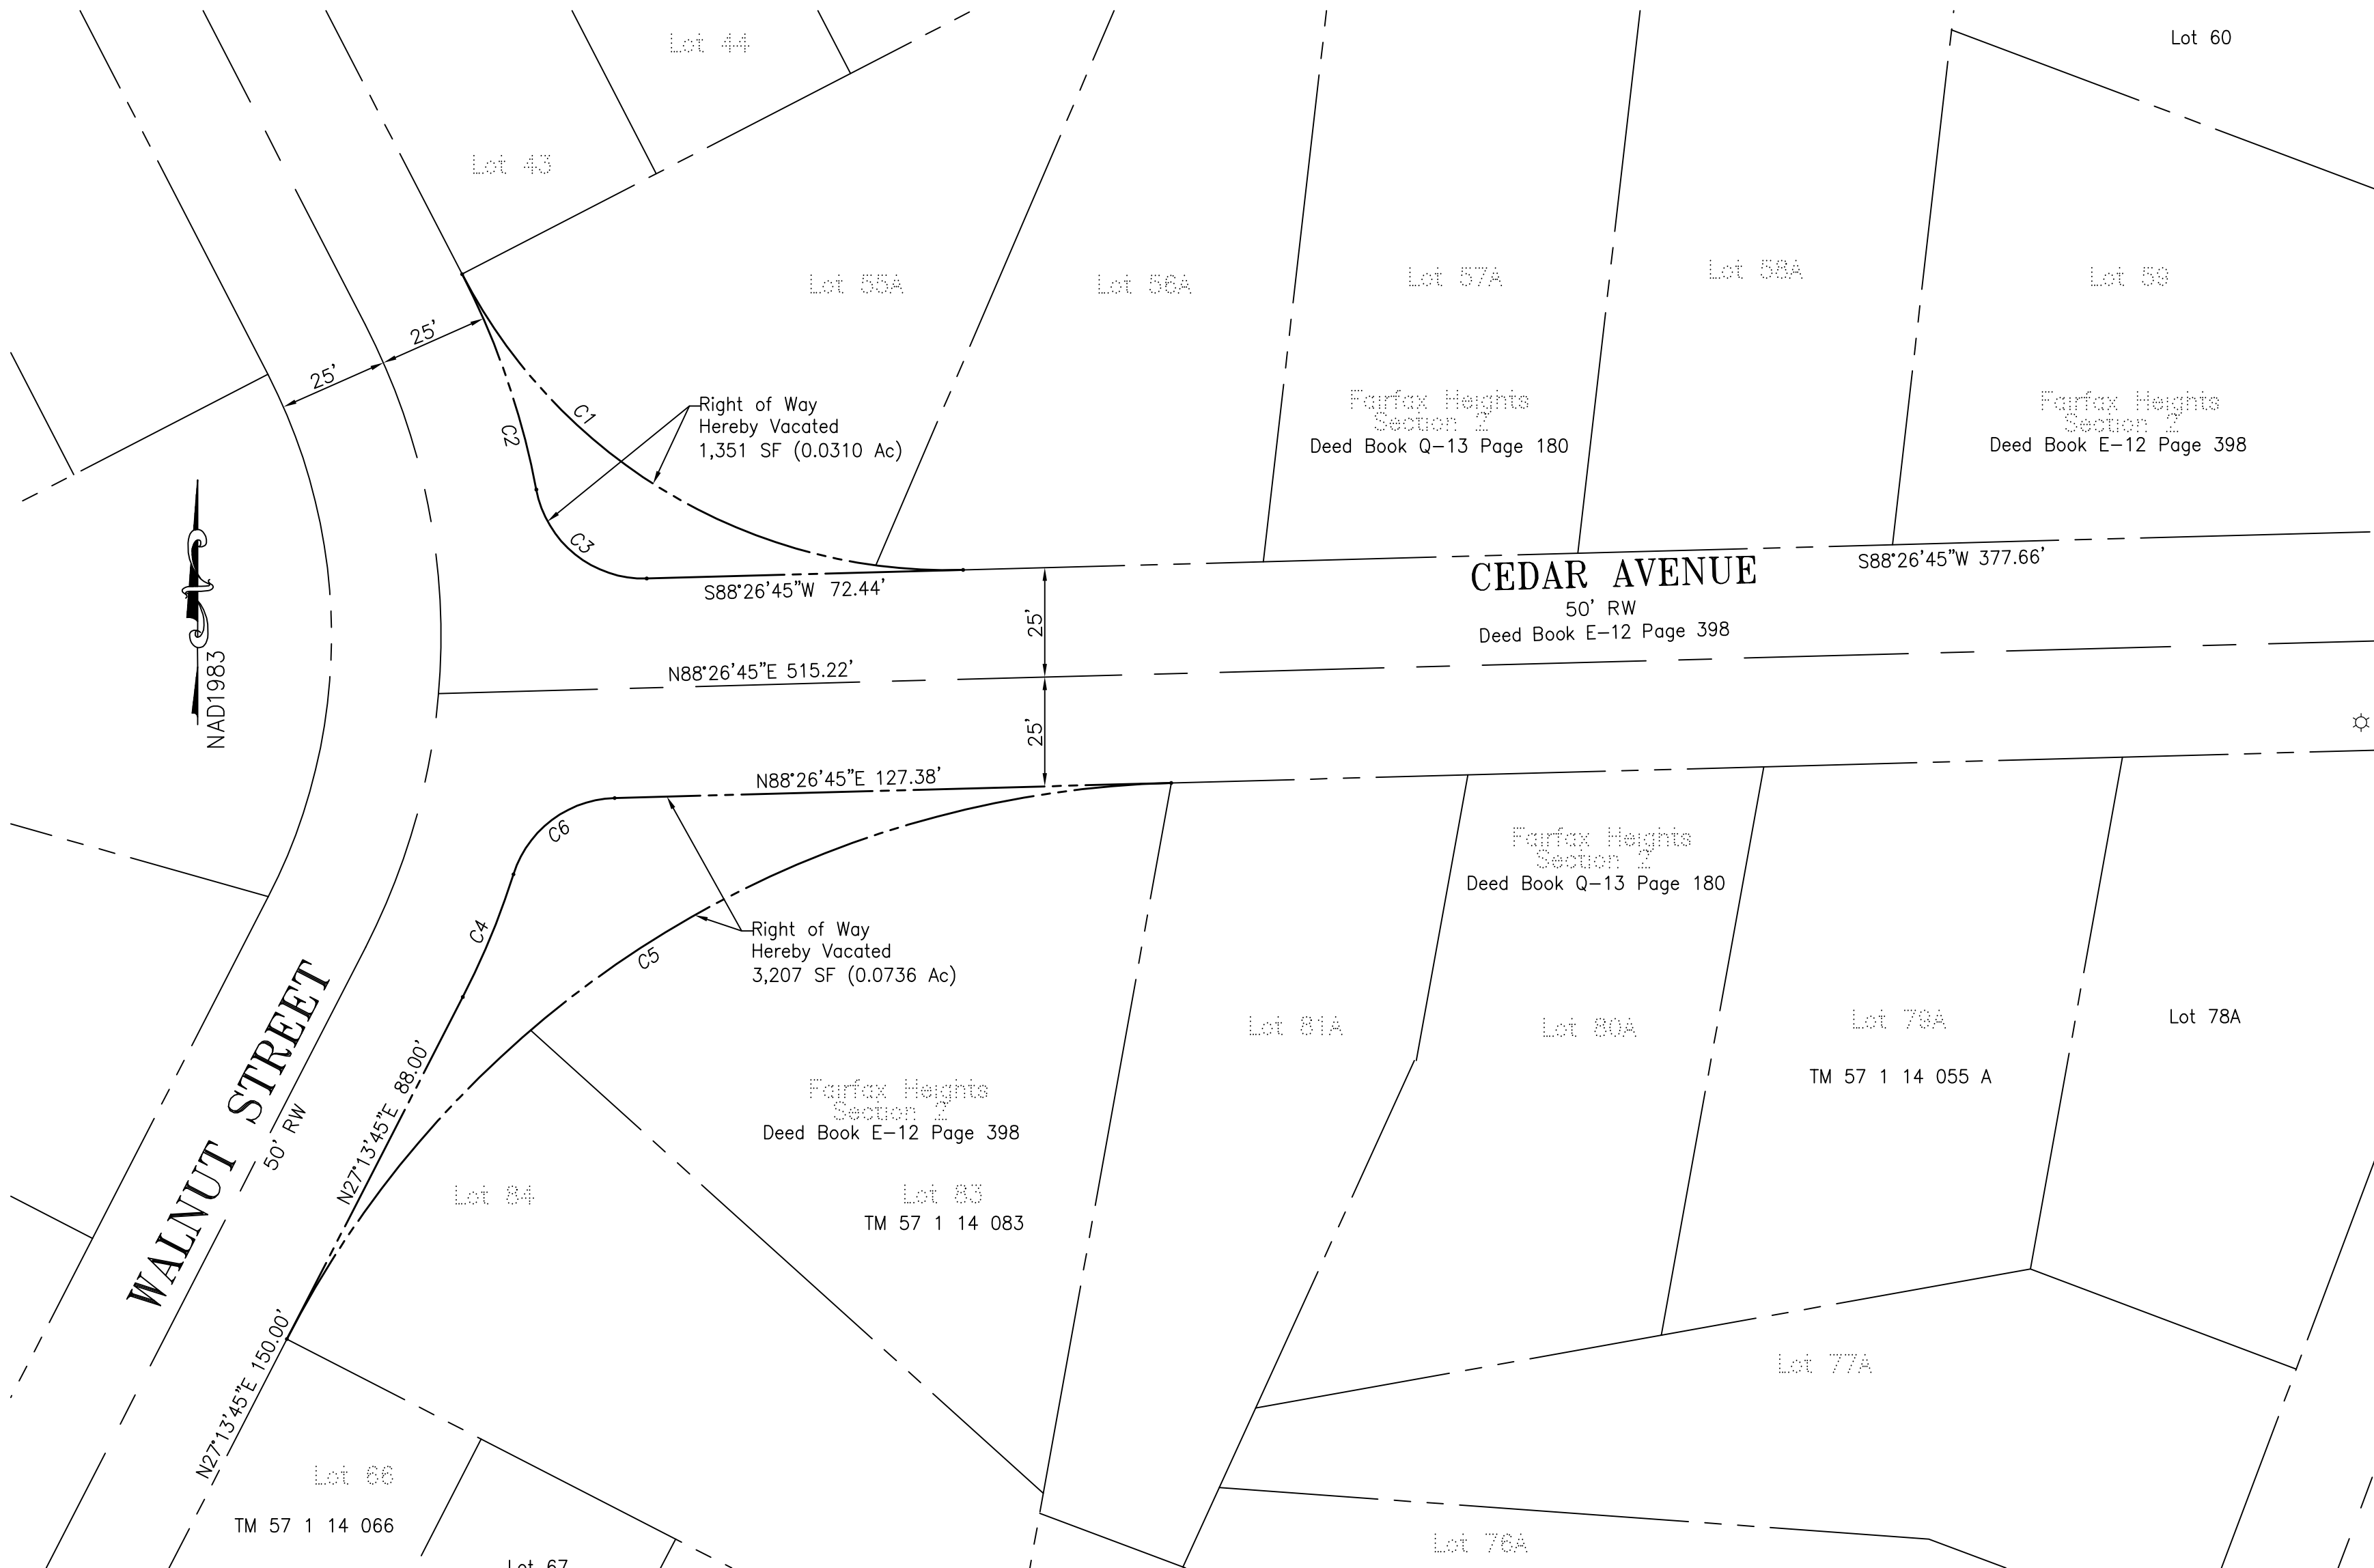 Lot 44
Lot 60
Lot 43
Lot 55A
Lot 56A
Lot 57A
Lot 58A
Lot 59
25'
25'
C1
C2
C3
Right of Way
Hereby Vacated
1,351 SF (0.0310 Ac)
Fairfax Heights
Section 2
Deed Book Q-13 Page 180
Fairfax Heights
Section 2
Deed Book E-12 Page 398
NAD1983
S88°26'45"W 72.44'
S88°26'45"W 377.66'
CEDAR AVENUE
50' RW
Deed Book E-12 Page 398
25'
N88°26'45"E 515.22'
25'
N88°26'45"E 127.38'
C6
C4
C5
Right of Way
Hereby Vacated
3,207 SF (0.0736 Ac)
Fairfax Heights
Section 2
Deed Book Q-13 Page 180
WALNUT STREET
50' RW
N27°13'45"E 88.00'
N27°13'45"E 150.00'
Lot 81A
Lot 80A
Lot 79A
TM 57 1 14 055 A
Lot 78A
Fairfax Heights
Section 2
Deed Book E-12 Page 398
Lot 84
Lot 83
TM 57 1 14 083
Lot 77A
Lot 66
TM 57 1 14 066
Lot 67
Lot 76A